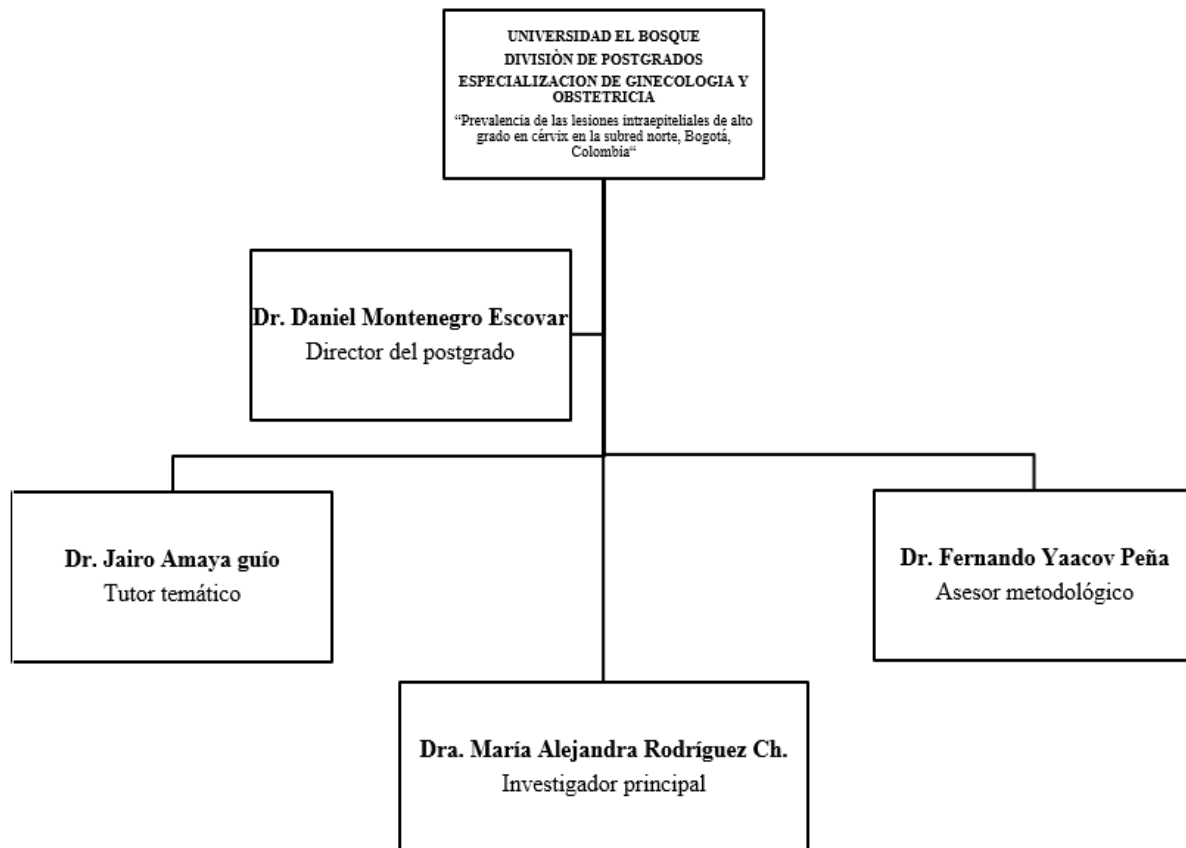 UNIVERSIDAD EL BOSQUE
DIVISIÒN DE POSTGRADOS
ESPECIALIZACION DE GINECOLOGIA Y
OBSTETRICIA
“Prevalencia de las lesiones intraepiteliales de alto
grado en cérvix en la subred norte, Bogotá,
Colombia“
Dr. Daniel Montenegro Escovar
Director del postgrado
Dr. Jairo Amaya guío
Tutor temático
Dr. Fernando Yaacov Peña
Asesor metodológico
Dra. María Alejandra Rodríguez Ch.
Investigador principal